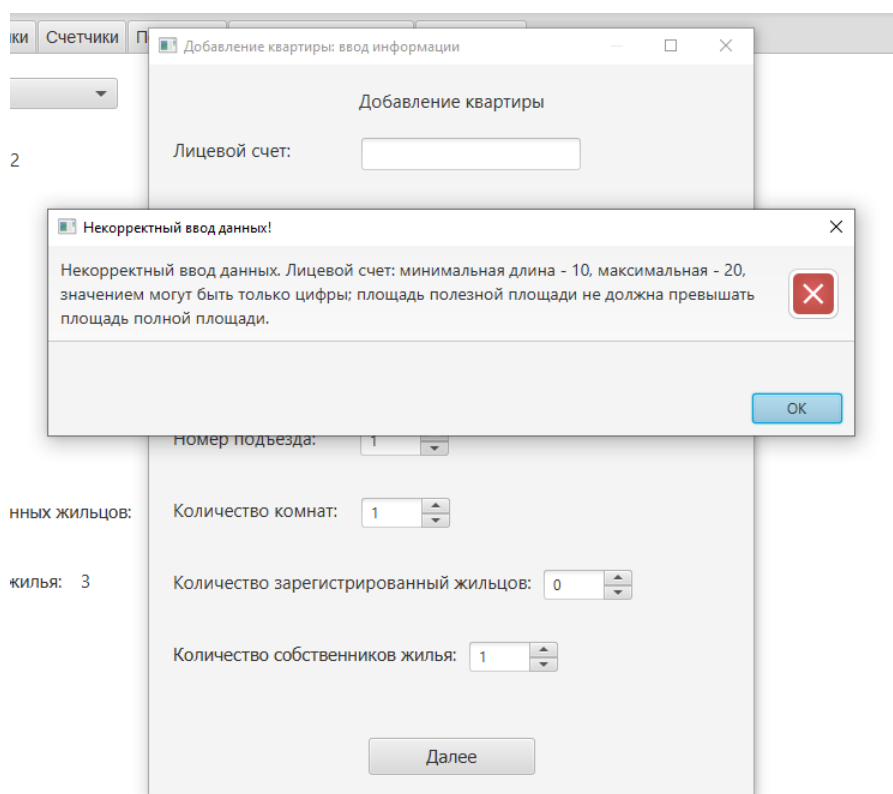 Счетчики
Добавление квартиры: ввод информации
Добавление квартиры
Лицевой счет:
2
Некорректный ввод данных!
Некорректный ввод данных. Лицевой счет: минимальная длина - 10, максимальная - 20,
значением могут быть только цифры; площадь полезной площади не должна превышать
площадь полной площади.
OK
Номер подъезда: 1
нных жильцов:
Количество комнат: 1
жилья: 3
Количество зарегистрированный жильцов: 0
Количество собственников жилья: 1
Далее